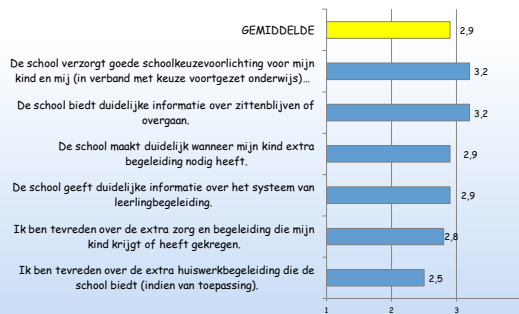 GEMIDDELDE
2,9
De school verzorgt goede schoolkeuzevoorlichting voor mijn
kind en mij (in verband met keuze voortgezet onderwijs)...
3,2
De school biedt duidelijke informatie over zittenblijven of
overgaan.
3,2
De school maakt duidelijk wanneer mijn kind extra
begeleiding nodig heeft.
2,9
De school geeft duidelijke informatie over het systeem van
leerlingbegeleiding.
2,9
Ik ben tevreden over de extra zorg en begeleiding die mijn
kind krijgt of heeft gekregen.
2,8
Ik ben tevreden over de extra huiswerkbegeleiding die de
school biedt (indien van toepassing).
2,5
1 2 3